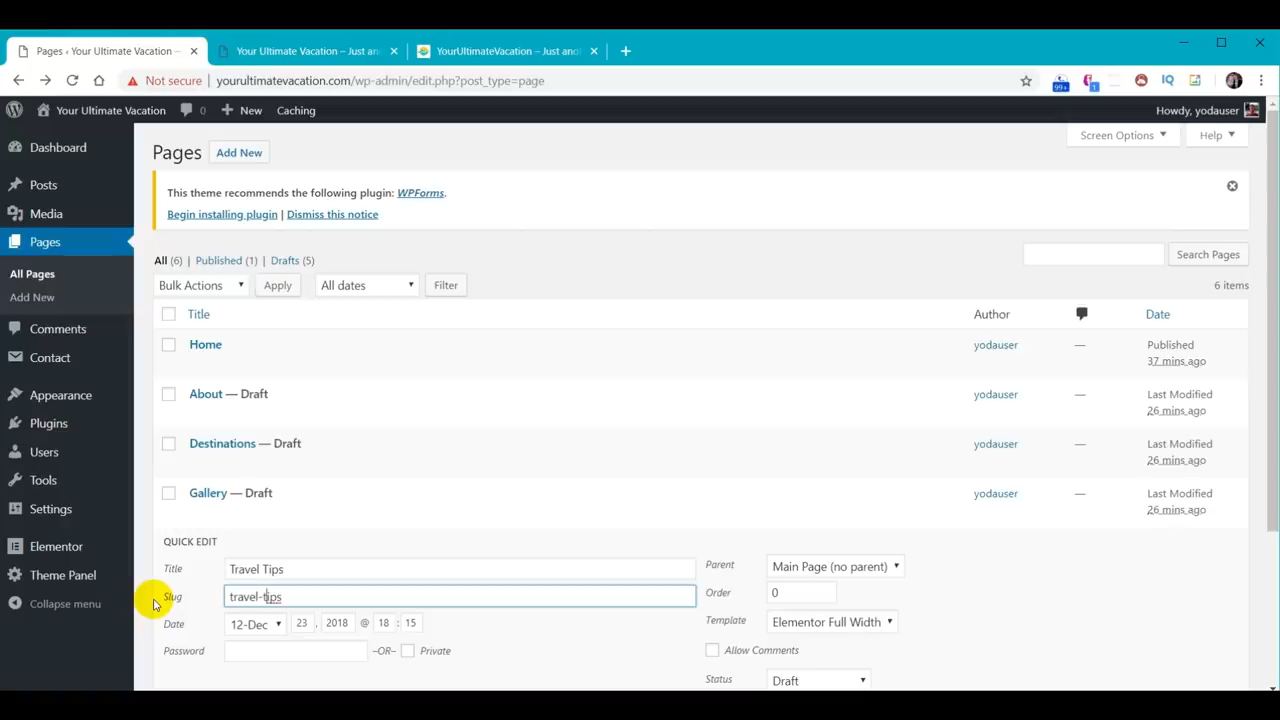 Pages ‹ Your Ultimate Vacation —
Your Ultimate Vacation – Just an
YourUltimateVacation – Just anot
Not secure
yourultimatevacation.com/wp-admin/edit.php?post_type=page
99+
1
IQ
Your Ultimate Vacation
0
New
Caching
Howdy, yodauser
Dashboard
Posts
Media
Pages
All Pages
Add New
Comments
Contact
Appearance
Plugins
Users
Tools
Settings
Elementor
Theme Panel
Collapse menu
Screen Options
Help
Pages
Add New
This theme recommends the following plugin: WPForms.
Begin installing plugin | Dismiss this notice
All (6) | Published (1) | Drafts (5)
Search Pages
Bulk Actions
Apply
All dates
Filter
6 items
Title
Author
Date
Home
yodauser
—
Published
37 mins ago
About — Draft
yodauser
—
Last Modified
26 mins ago
Destinations — Draft
yodauser
—
Last Modified
26 mins ago
Gallery — Draft
yodauser
—
Last Modified
26 mins ago
QUICK EDIT
Title
Travel Tips
Slug
travel-tips
Date
12-Dec
23
, 2018 @ 18 : 15
Password
–OR–
Private
Parent
Main Page (no parent)
Order
0
Template
Elementor Full Width
Allow Comments
Status
Draft